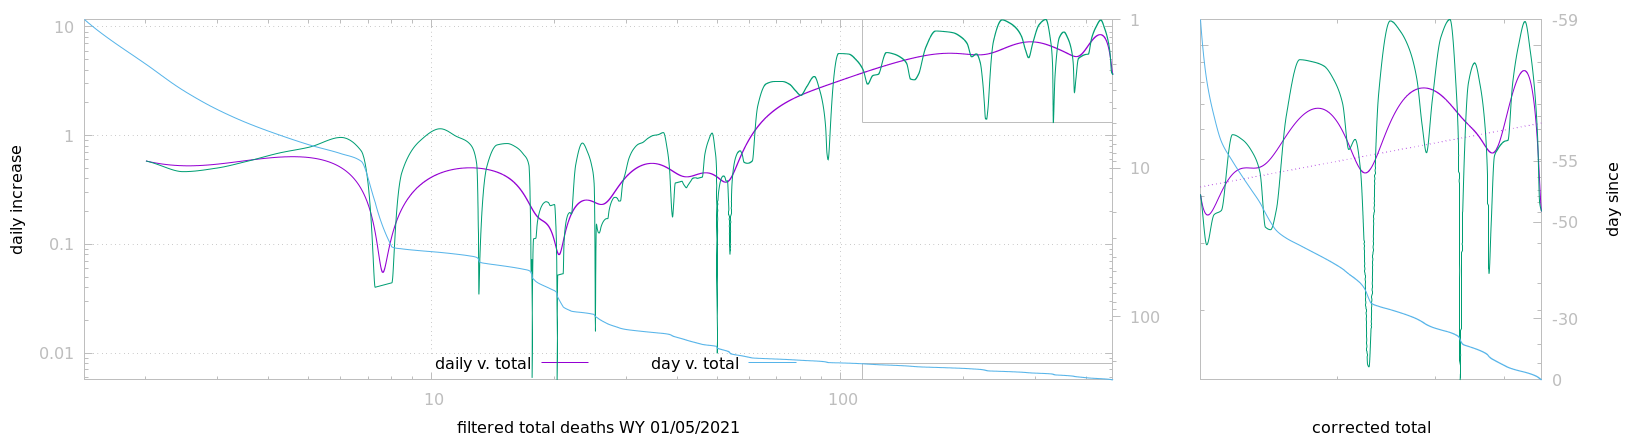 10
1
0.1
0.01
daily increase
daily v. total
day v. total
10
100
filtered total deaths WY 01/05/2021
1
10
100
-59
-55
-50
-30
0
day since
corrected total